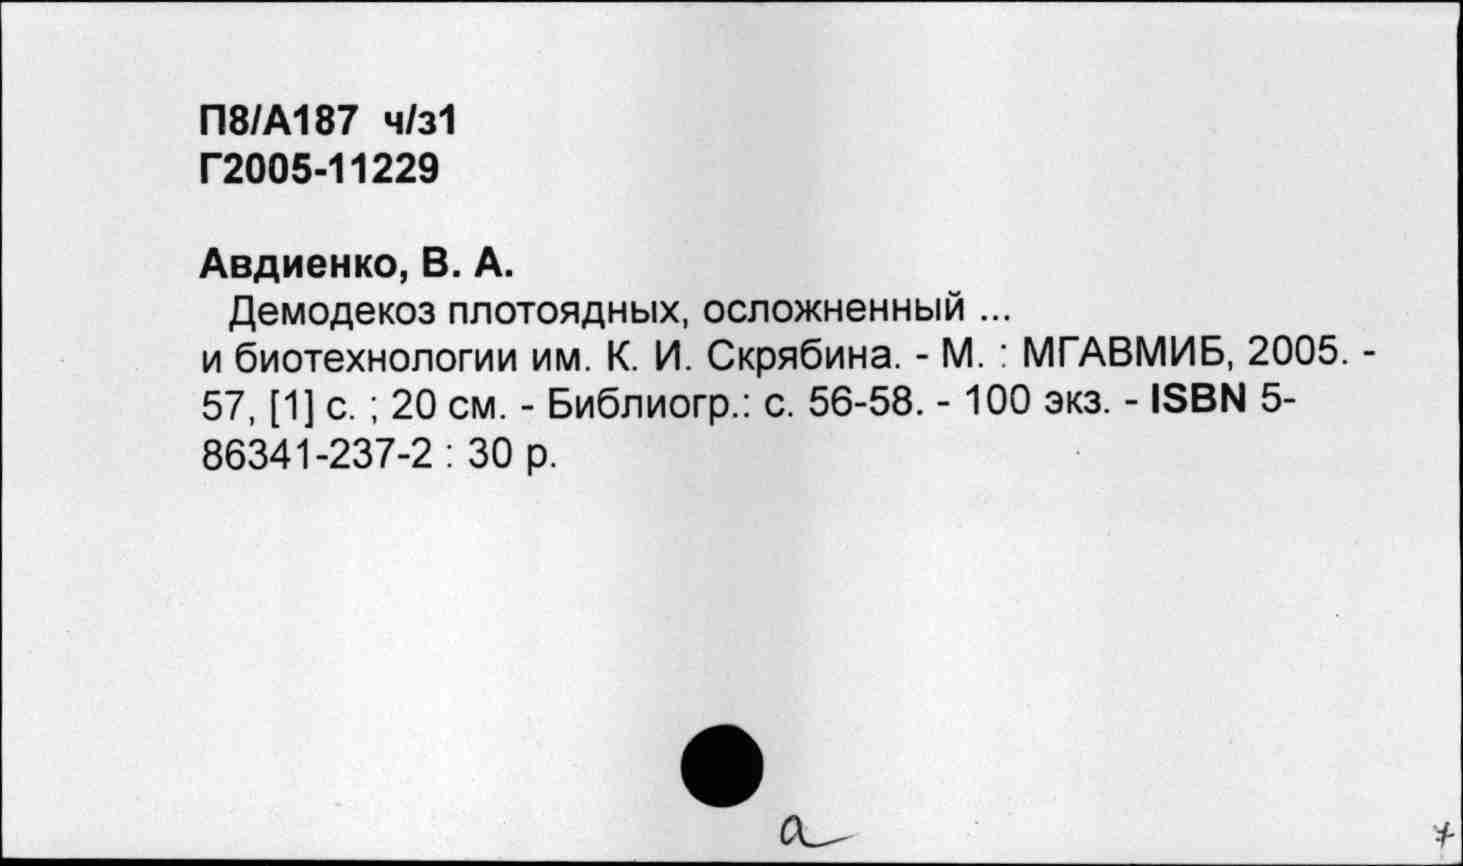 П8/А187 ч/з1
Г2005-11229
Авдиенко, В. А.
Демодекоз плотоядных, осложненный ...
и биотехнологии им. К. И. Скрябина. - М. : МГАВМИБ, 2005. -
57, [1] с. ; 20 см. - Библиогр.: с. 56-58. - 100 экз. - ISBN 5-
86341-237-2 : 30 р.
а